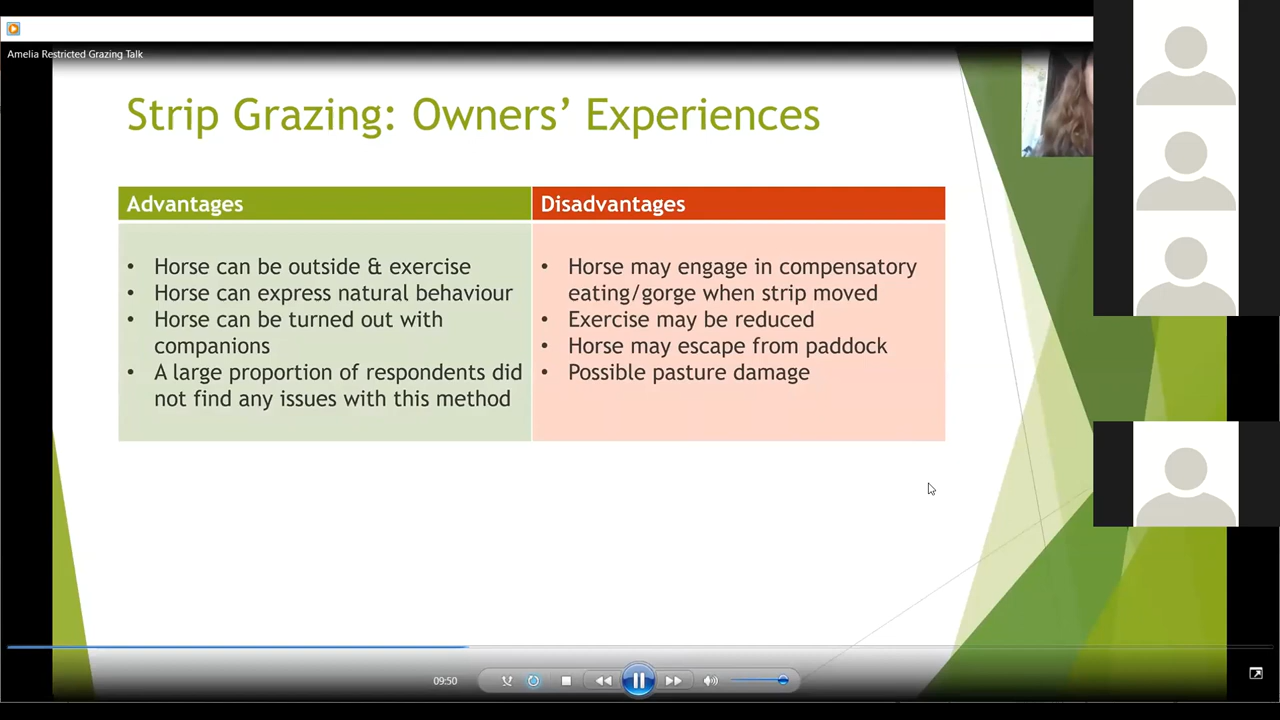 Amelia Restricted Grazing Talk
Strip Grazing: Owners' Experiences
Advantages
• Horse can be outside & exercise
• Horse can express natural behaviour
• Horse can be turned out with
companions
• A large proportion of respondents did
not find any issues with this method
Disadvantages
• Horse may engage in compensatory
eating/gorge when strip moved
• Exercise may be reduced
• Horse may escape from paddock
• Possible pasture damage
09:50